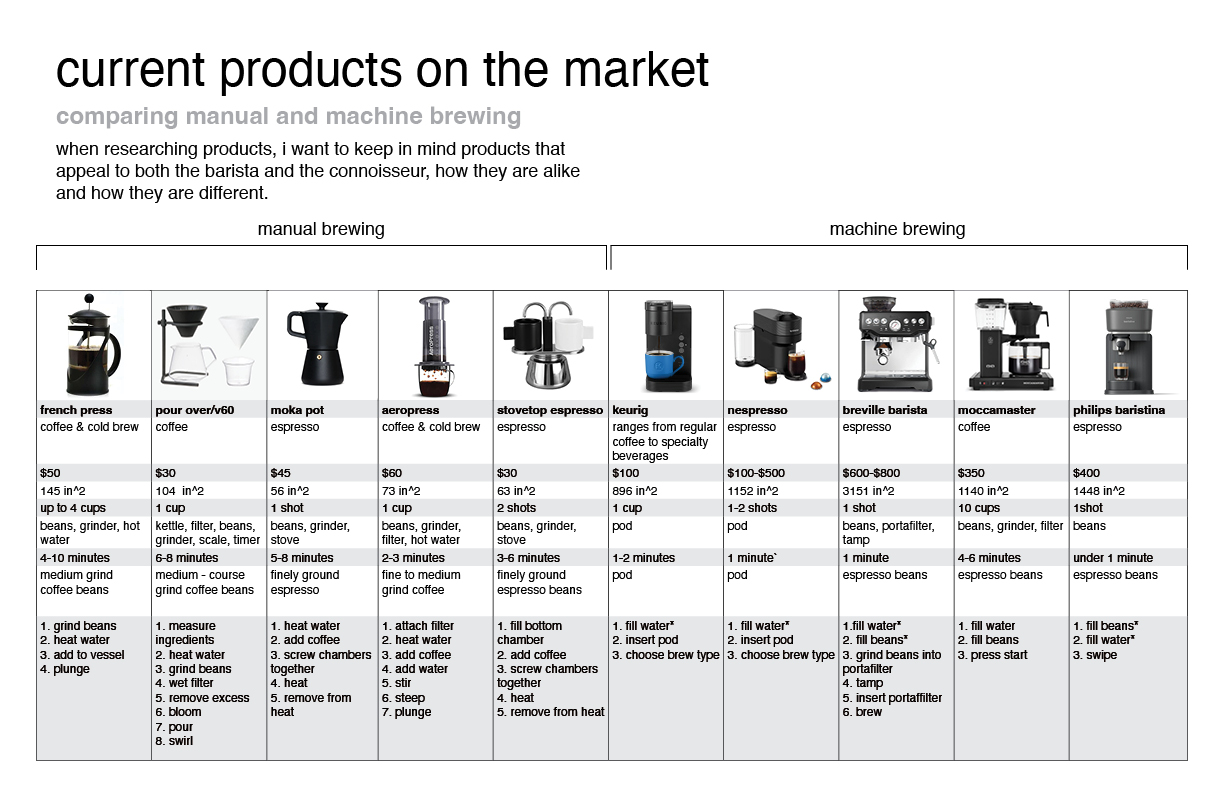 current products on the market
comparing manual and machine brewing
when researching products, i want to keep in mind products that
appeal to both the barista and the connoisseur, how they are alike
and how they are different.
manual brewing
machine brewing
AeroPress
french press
coffee & cold brew
$50
145 in^2
up to 4 cups
beans, grinder, hot
water
4-10 minutes
medium grind
coffee beans
1. grind beans
2. heat water
3. add to vessel
4. plunge
pour over/v60
coffee
$30
104 in^2
1 cup
kettle, filter, beans,
grinder, scale, timer
6-8 minutes
medium - course
grind coffee beans
1. measure
ingredients
2. heat water
3. grind beans
4. wet filter
5. remove excess
6. bloom
7. pour
8. swirl
moka pot
espresso
$45
56 in^2
1 shot
beans, grinder,
stove
5-8 minutes
finely ground
espresso
1. heat water
2. add coffee
3. screw chambers
together
4. heat
5. remove from
heat
aeropress
coffee & cold brew
$60
73 in^2
1 cup
beans, grinder,
filter, hot water
2-3 minutes
fine to medium
grind coffee
1. attach filter
2. heat water
3. add coffee
4. add water
5. stir
6. steep
7. plunge
stovetop espresso
espresso
$30
63 in^2
2 shots
beans, grinder,
stove
3-6 minutes
finely ground
espresso beans
1. fill bottom
chamber
2. add coffee
3. screw chambers
together
4. heat
5. remove from heat
keurig
ranges from regular
coffee to specialty
beverages
$100
896 in^2
1 cup
pod
1-2 minutes
pod
1. fill water*
2. insert pod
3. choose brew type
nespresso
espresso
$100-$500
1152 in^2
1-2 shots
pod
1 minute`
pod
1. fill water*
2. insert pod
3. choose brew type
breville barista
espresso
$600-$800
3151 in^2
1 shot
beans, portafilter,
tamp
1 minute
espresso beans
1.fill water*
2. fill beans*
3. grind beans into
portafilter
4. tamp
5. insert portaffilter
6. brew
moccamaster
coffee
$350
1140 in^2
10 cups
beans, grinder, filter
4-6 minutes
espresso beans
1. fill water
2. fill beans
3. press start
philips baristina
espresso
$400
1448 in^2
1shot
beans
under 1 minute
espresso beans
1. fill beans*
2. fill water*
3. swipe